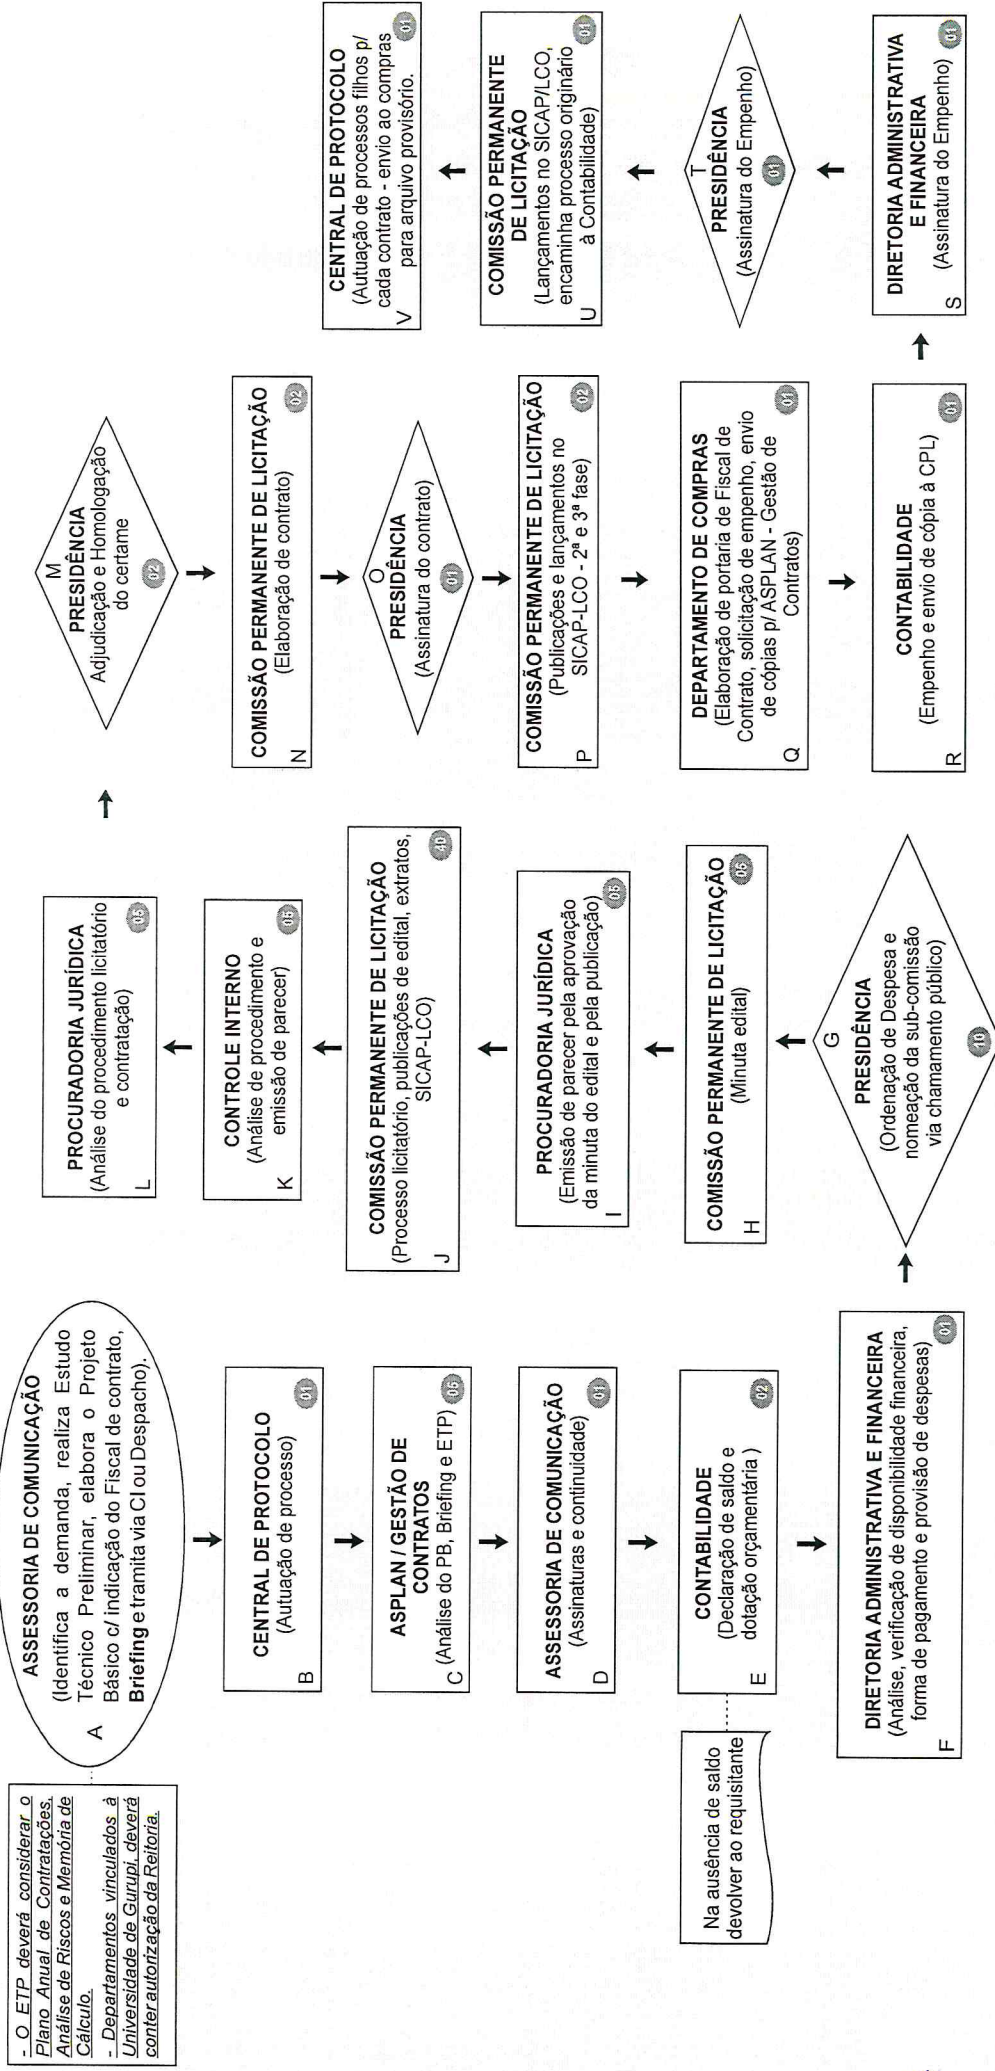 - O ETP deverá considerar o
Plano Anual de Contratações,
Análise de Riscos e Memória de
Cálculo.
- Departamentos vinculados à
Universidade de Gurupi, deverá
conter autorização da Reitoria.
ASSESSORIA DE COMUNICAÇÃO
(Identifica a demanda, realiza Estudo
Técnico Preliminar, elabora o Projeto
Básico c/ indicação do Fiscal de contrato,
Briefing e tramita via CI ou Despacho).
A
CENTRAL DE PROTOCOLO
(Autuação de processo)
B
01
ASPLAN / GESTÃO DE
CONTRATOS
(Análise do PB, Briefing e ETP)
C
05
ASSESSORIA DE COMUNICAÇÃO
(Assinaturas e continuidade)
D
01
CONTABILIDADE
(Declaração de saldo e
dotação orçamentária )
E
02
Na ausência de saldo
devolver ao requisitante
DIRETORIA ADMINISTRATIVA E FINANCEIRA
(Análise, verificação de disponibilidade financeira,
forma de pagamento e provisão de despesas)
F
01
G
PRESIDÊNCIA
(Ordenação de Despesa e
nomeação da sub-comissão
via chamamento público)
10
COMISSÃO PERMANENTE DE LICITAÇÃO
(Minuta edital)
H
05
PROCURADORIA JURÍDICA
(Emissão de parecer pela aprovação
da minuta do edital e pela publicação)
I
05
COMISSÃO PERMANENTE DE LICITAÇÃO
(Processo licitatório, publicações de edital, extratos,
SICAP-LCO)
J
40
CONTROLE INTERNO
(Análise de procedimento e
emissão de parecer)
K
05
PROCURADORIA JURÍDICA
(Análise do procedimento licitatório
e contratação)
L
05
M
PRESIDÊNCIA
Adjudicação e Homologação
do certame
02
COMISSÃO PERMANENTE DE LICITAÇÃO
(Elaboração de contrato)
N
02
O
PRESIDÊNCIA
(Assinatura do contrato)
01
COMISSÃO PERMANENTE DE LICITAÇÃO
(Publicações e lançamentos no
SICAP-LCO - 2ª e 3ª fase)
P
02
DEPARTAMENTO DE COMPRAS
(Elaboração de portaria de Fiscal de
Contrato, solicitação de empenho, envio
de cópias p/ ASPLAN - Gestão de
Contratos)
Q
01
CONTABILIDADE
(Empenho e envio de cópia à CPL)
R
01
DIRETORIA ADMINISTRATIVA
E FINANCEIRA
(Assinatura do Empenho)
S
01
T
PRESIDÊNCIA
(Assinatura do Empenho)
01
COMISSÃO PERMANENTE
DE LICITAÇÃO
(Lançamentos no SICAP/LCO,
encaminha processo originário
à Contabilidade)
U
01
CENTRAL DE PROTOCOLO
(Autuação de processos filhos p/
cada contrato - envio ao compras
para arquivo provisório.
V
01